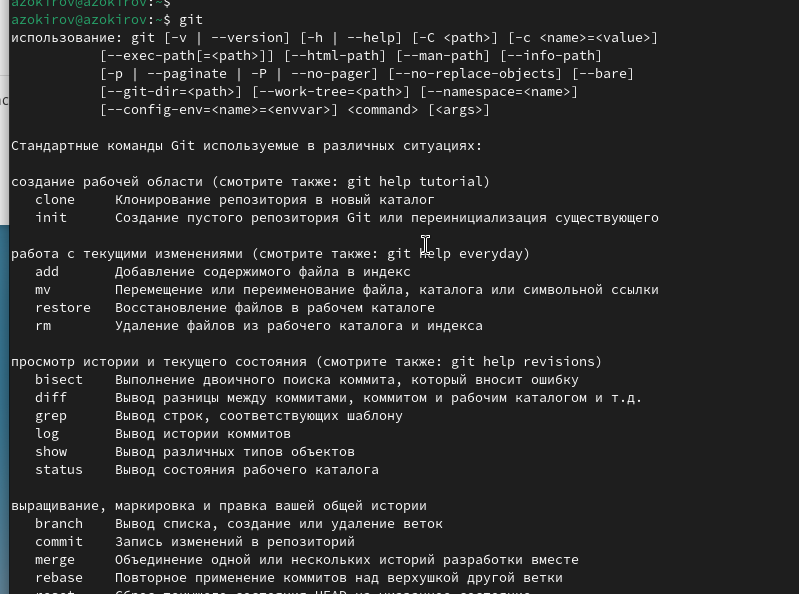 azokirov@azokirov:~$
azokirov@azokirov:~$ git
использование: git [-v | --version] [-h | --help] [-C <path>] [-c <name>=<value>]
[--exec-path[=<path>]] [--html-path] [--man-path] [--info-path]
[-p | --paginate | -P | --no-pager] [--no-replace-objects] [--bare]
[--git-dir=<path>] [--work-tree=<path>] [--namespace=<name>]
[--config-env=<name>=<envvar>] <command> [<args>]
Стандартные команды Git используемые в различных ситуациях:
создание рабочей области (смотрите также: git help tutorial)
clone Клонирование репозитория в новый каталог
init Создание пустого репозитория Git или переинициализация существующего
работа с текущими изменениями (смотрите также: git help everyday)
add Добавление содержимого файла в индекс
mv Перемещение или переименование файла, каталога или символьной ссылки
restore Восстановление файлов в рабочем каталоге
rm Удаление файлов из рабочего каталога и индекса
просмотр истории и текущего состояния (смотрите также: git help revisions)
bisect Выполнение двоичного поиска коммита, который вносит ошибку
diff Вывод разницы между коммитами, коммитом и рабочим каталогом и т.д.
grep Вывод строк, соответствующих шаблону
log Вывод истории коммитов
show Вывод различных типов объектов
status Вывод состояния рабочего каталога
выращивание, маркировка и правка вашей общей истории
branch Вывод списка, создание или удаление веток
commit Запись изменений в репозиторий
merge Объединение одной или нескольких историй разработки вместе
rebase Повторное применение коммитов над верхушкой другой ветки